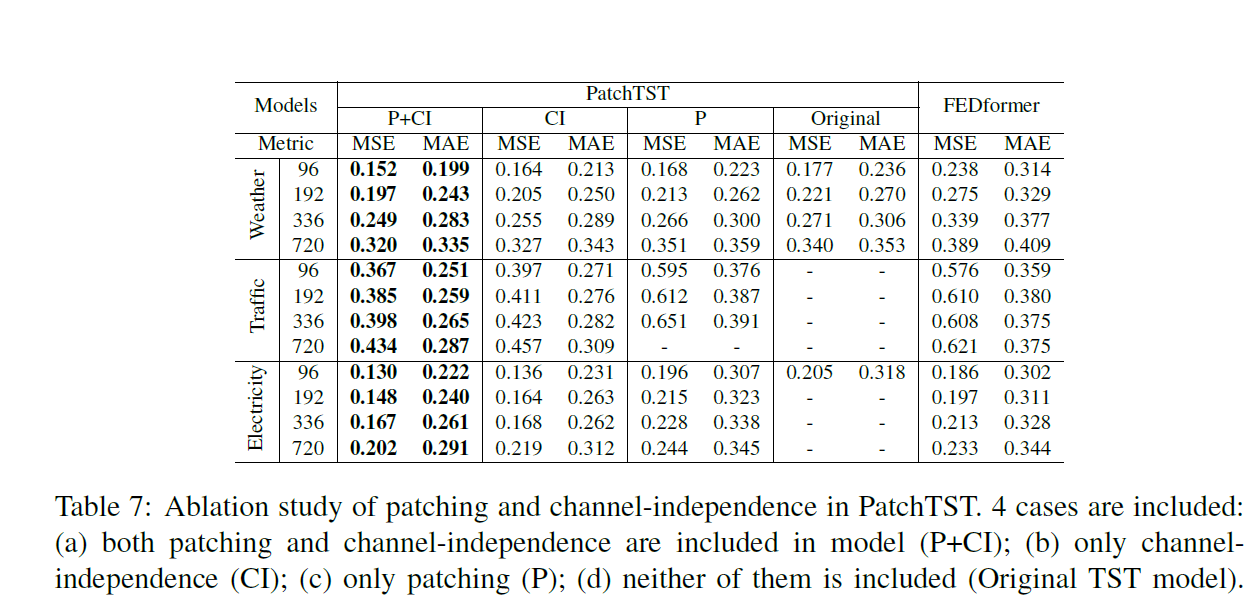 Models PatchTST FEDformer
P+CI CI P Original
Metric MSE MAE MSE MAE MSE MAE MSE MAE MSE MAE
Weather 96 0.152 0.199 0.164 0.213 0.168 0.223 0.177 0.236 0.238 0.314
192 0.197 0.243 0.205 0.250 0.213 0.262 0.221 0.270 0.275 0.329
336 0.249 0.283 0.255 0.289 0.266 0.300 0.271 0.306 0.339 0.377
720 0.320 0.335 0.327 0.343 0.351 0.359 0.340 0.353 0.389 0.409
Traffic 96 0.367 0.251 0.397 0.271 0.595 0.376 - - 0.576 0.359
192 0.385 0.259 0.411 0.276 0.612 0.387 - - 0.610 0.380
336 0.398 0.265 0.423 0.282 0.651 0.391 - - 0.608 0.375
720 0.434 0.287 0.457 0.309 - - - - 0.621 0.375
Electricity 96 0.130 0.222 0.136 0.231 0.196 0.307 0.205 0.318 0.186 0.302
192 0.148 0.240 0.164 0.263 0.215 0.323 - - 0.197 0.311
336 0.167 0.261 0.168 0.262 0.228 0.338 - - 0.213 0.328
720 0.202 0.291 0.219 0.312 0.244 0.345 - - 0.233 0.344
Table 7: Ablation study of patching and channel-independence in PatchTST. 4 cases are included:
(a) both patching and channel-independence are included in model (P+CI); (b) only channel-
independence (CI); (c) only patching (P); (d) neither of them is included (Original TST model).